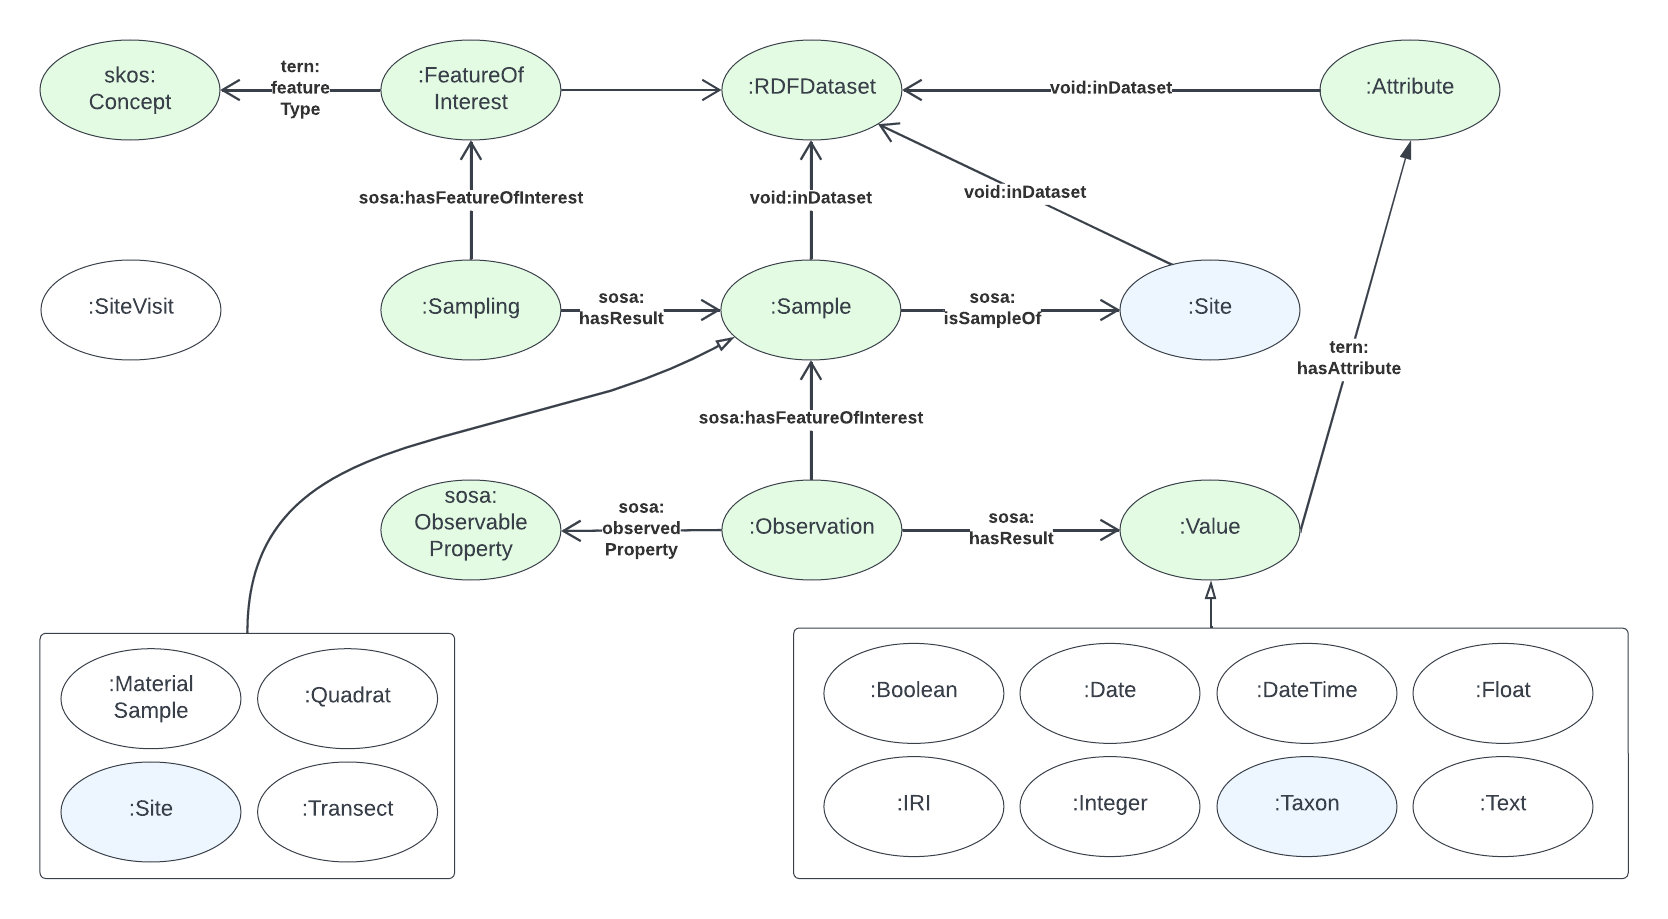 skos:
Concept
tern:
feature
Type
:FeatureOf
Interest
:RDFDataset
void:inDataset
:Attribute
sosa:hasFeatureOfInterest
void:inDataset
void:inDataset
:SiteVisit
:Sampling
sosa:
hasResult
:Sample
sosa:
isSampleOf
:Site
tern:
hasAttribute
sosa:hasFeatureOfInterest
sosa:
Observable
Property
sosa:
observed
Property
:Observation
sosa:
hasResult
:Value
:Material
Sample
:Quadrat
:Site
:Transect
:Boolean
:Date
:DateTime
:Float
:IRI
:Integer
:Taxon
:Text